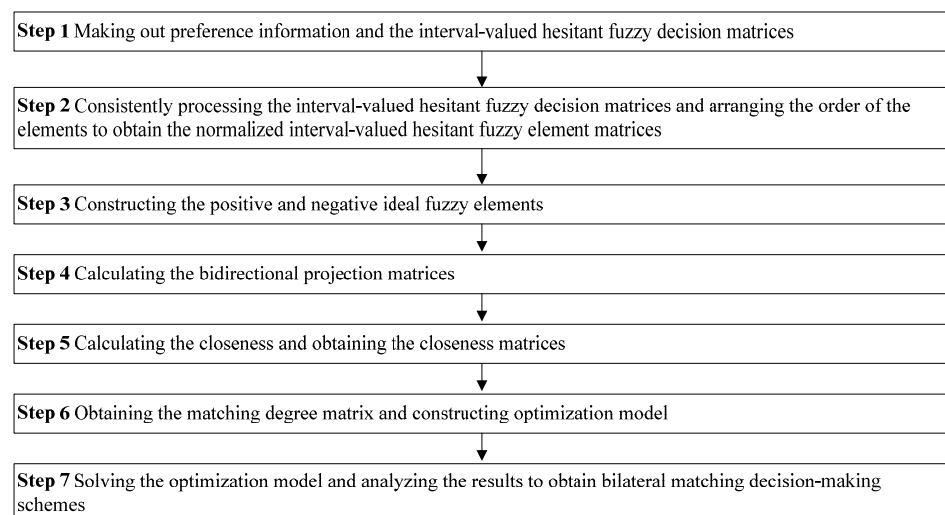 Step 1 Making out preference information and the interval-valued hesitant fuzzy decision matrices
Step 2 Consistently processing the interval-valued hesitant fuzzy decision matrices and arranging the order of the
elements to obtain the normalized interval-valued hesitant fuzzy element matrices
Step 3 Constructing the positive and negative ideal fuzzy elements
Step 4 Calculating the bidirectional projection matrices
Step 5 Calculating the closeness and obtaining the closeness matrices
Step 6 Obtaining the matching degree matrix and constructing optimization model
Step 7 Solving the optimization model and analyzing the results to obtain bilateral matching decision-making
schemes